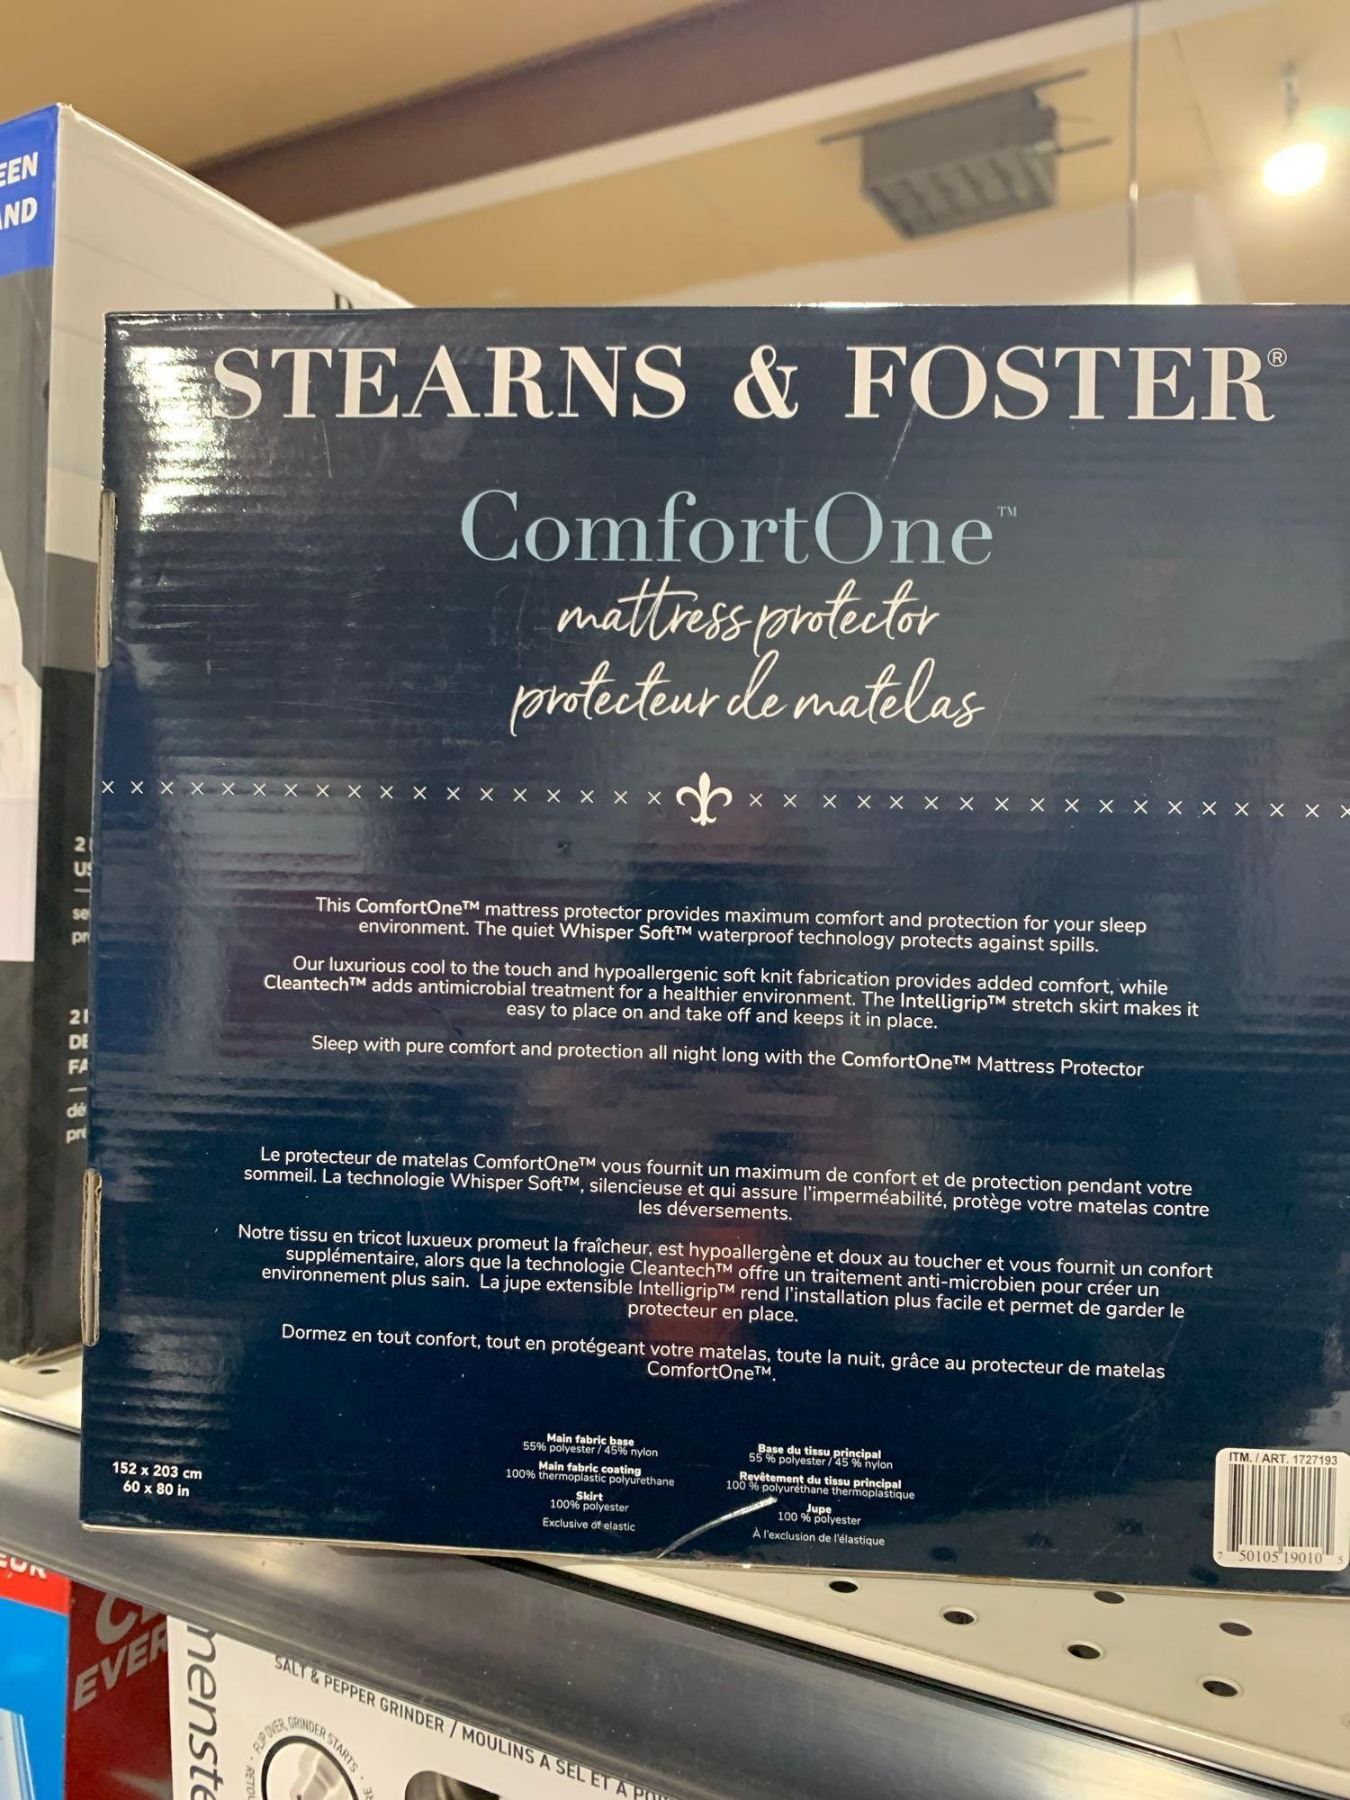 EEN
AND
STEARNS & FOSTER®
ComfortOne™
mattress protector
protecteur de matelas
This ComfortOne™ mattress protector provides maximum comfort and protection for your sleep
environment. The quiet Whisper Soft™ waterproof technology protects against spills.
Our luxurious cool to the touch and hypoallergenic soft knit fabrication provides added comfort, while
Cleantech™ adds antimicrobial treatment for a healthier environment. The Intelligrip™ stretch skirt makes it
easy to place on and take off and keeps it in place.
Sleep with pure comfort and protection all night long with the ComfortOne™ Mattress Protector
Le protecteur de matelas ComfortOne™ vous fournit un maximum de confort et de protection pendant votre
sommeil. La technologie Whisper Soft™, silencieuse et qui assure l'imperméabilité, protège votre matelas contre
les déversements.
Notre tissu en tricot luxueux promeut la fraîcheur, est hypoallergène et doux au toucher et vous fournit un confort
supplémentaire, alors que la technologie Cleantech™ offre un traitement anti-microbien pour créer un
environnement plus sain. La jupe extensible Intelligrip™ rend l'installation plus facile et permet de garder le
protecteur en place.
Dormez en tout confort, tout en protégeant votre matelas, toute la nuit, grâce au protecteur de matelas
ComfortOne™.
152 x 203 cm
60 x 80 in
Main fabric base
55% polyester / 45% nylon
Main fabric coating
100% thermoplastic polyurethane
Skirt
100% polyester
Exclusive of elastic
Base du tissu principal
55 % polyester / 45 % nylon
Revêtement du tissu principal
100 % polyuréthane thermoplastique
Jupe
100 % polyester
À l'exclusion de l'élastique
ITM. / ART. 1727193
7 50105 19010 5
EVER
SALT & PEPPER GRINDER / MOULINS À SEL ET À
FLIP OVER, GRINDER STARTS